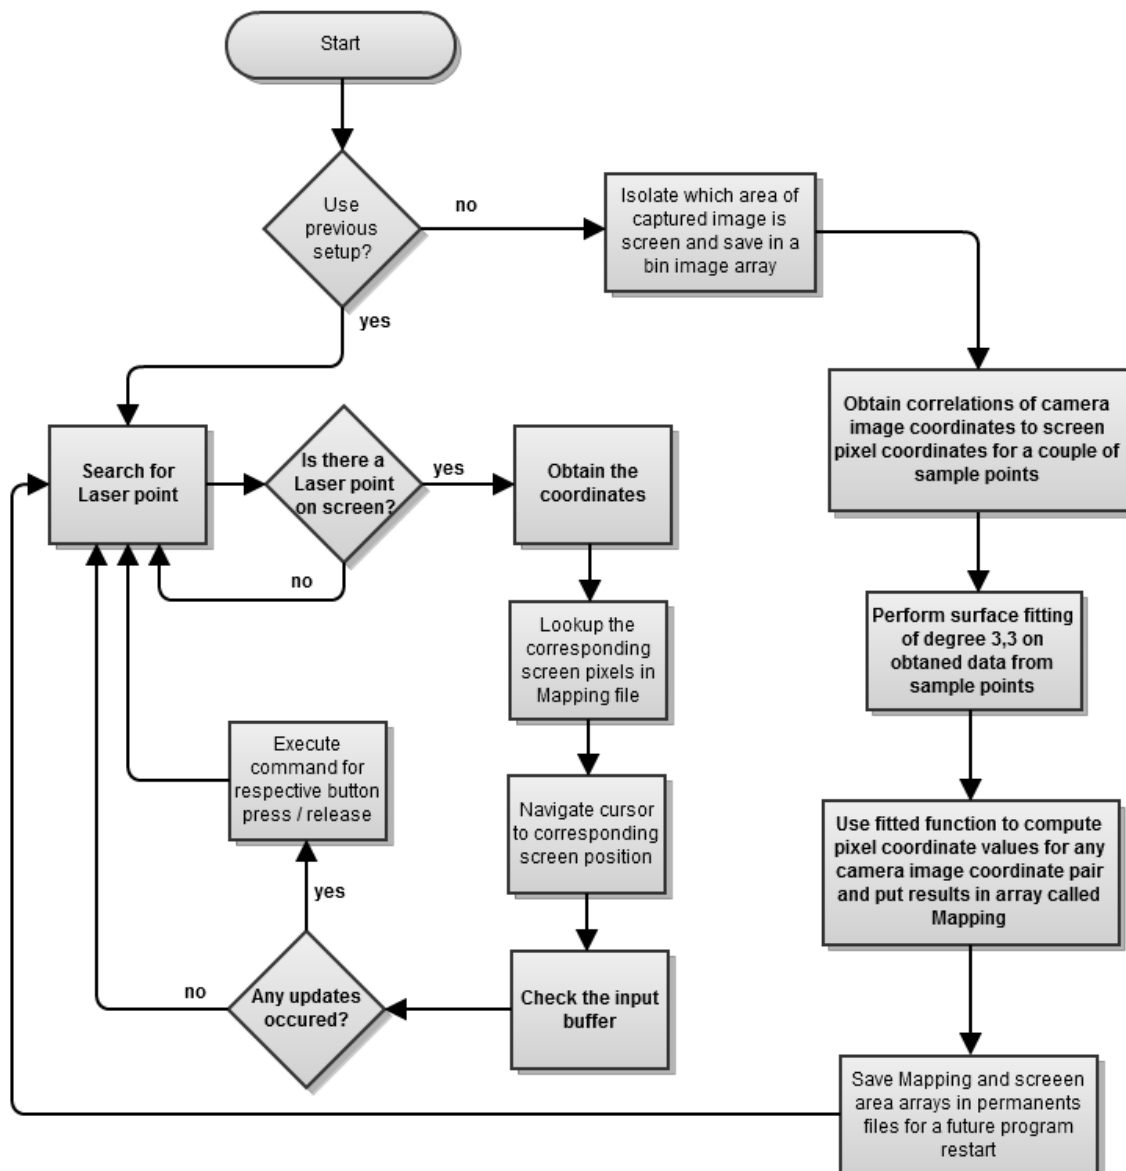 Start
Use
previous
setup?
no
yes
Isolate which area of
captured image is
screen and save in a
bin image array
Obtain correlations of camera
image coordinates to screen
pixel coordinates for a couple of
sample points
Perform surface fitting
of degree 3,3 on
obtaned data from
sample points
Use fitted function to compute
pixel coordinate values for any
camera image coordinate pair
and put results in array called
Mapping
Save Mapping and screeen
area arrays in permanents
files for a future program
restart
Search for
Laser point
Is there a
Laser point
on screen?
yes
no
Obtain the
coordinates
Lookup the
corresponding
screen pixels in
Mapping file
Navigate cursor
to corresponding
screen position
Check the input
buffer
Any updates
occured?
no
yes
Execute
command for
respective button
press / release